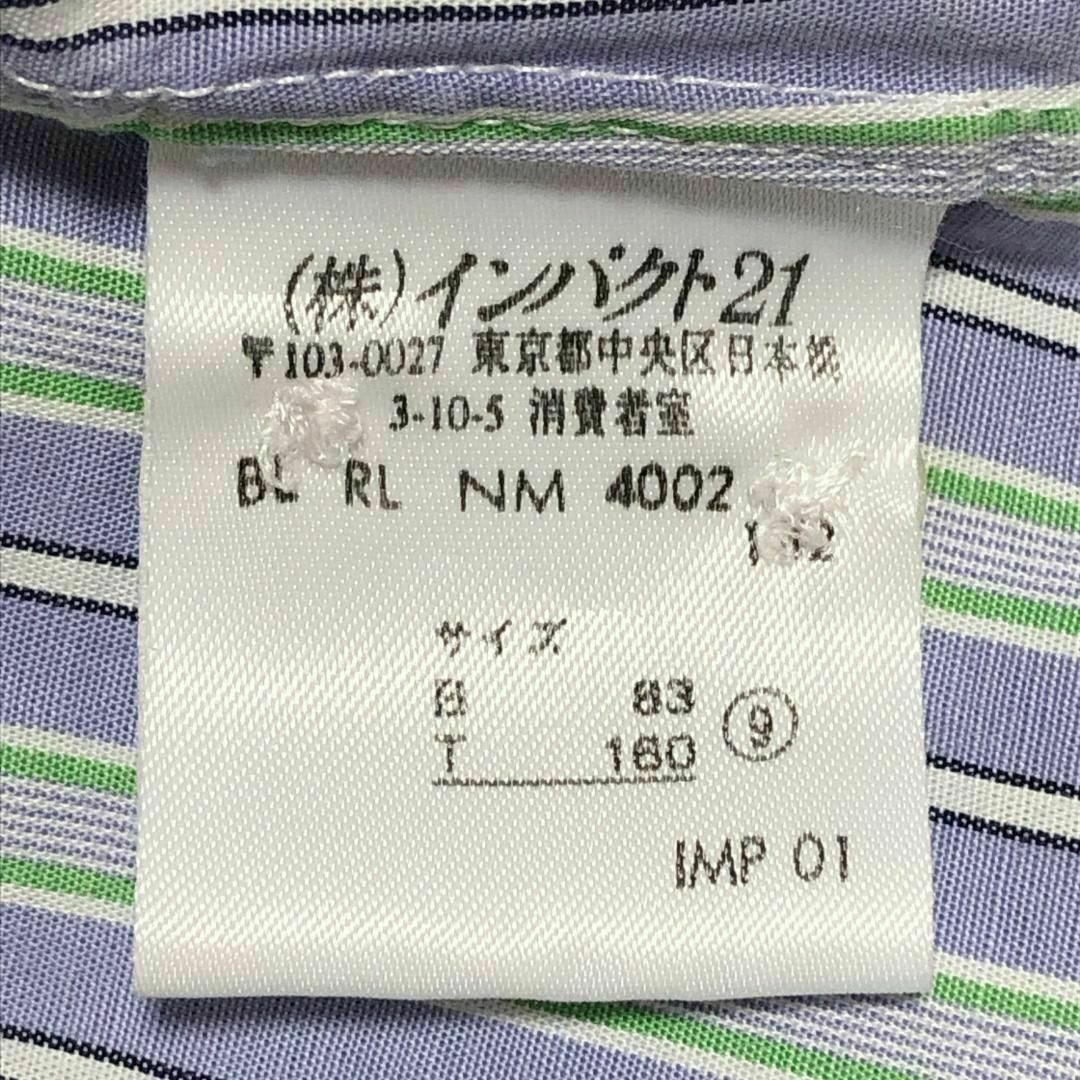 (株)インパクト21
〒103-0027 東京都中央区日本橋
3-10-5 消費者室
BL RL NM 4002
サイズ
B 83 ⑨
T 160
IMP 01